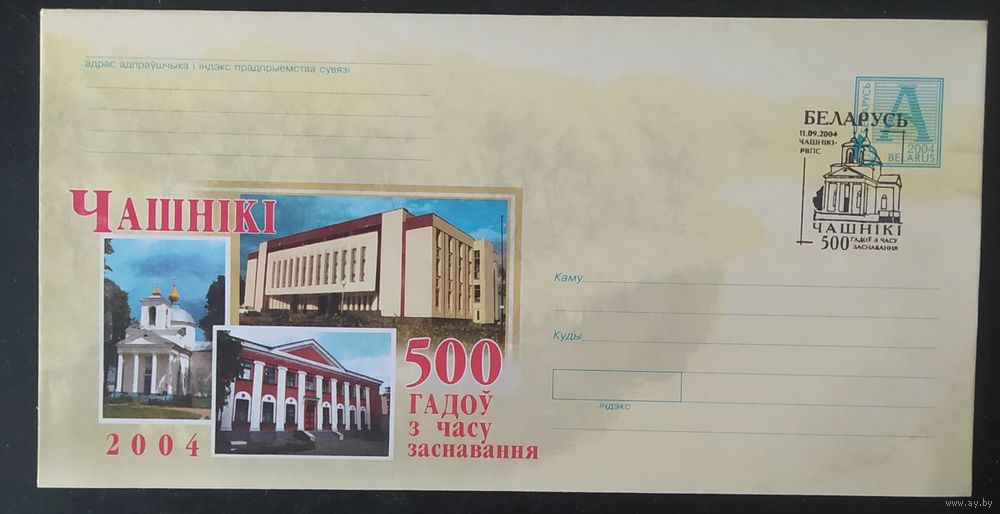 адрас адпраўшчыка і індэкс прадпрыемства сувязі
БЕЛАРУСЬ
A
2004
BELARUS
БЕЛАРУСЬ
11.09.2004
ЧАШНІКІ-
РВПС
ЧАШНІКІ
500 ГАДОЎ З ЧАСУ
ЗАСНАВАННЯ
ЧАШНІКІ
500
ГАДОЎ
З ЧАСУ
ЗАСНАВАННЯ
2004
Каму
Куды
індэкс
www.ay.by